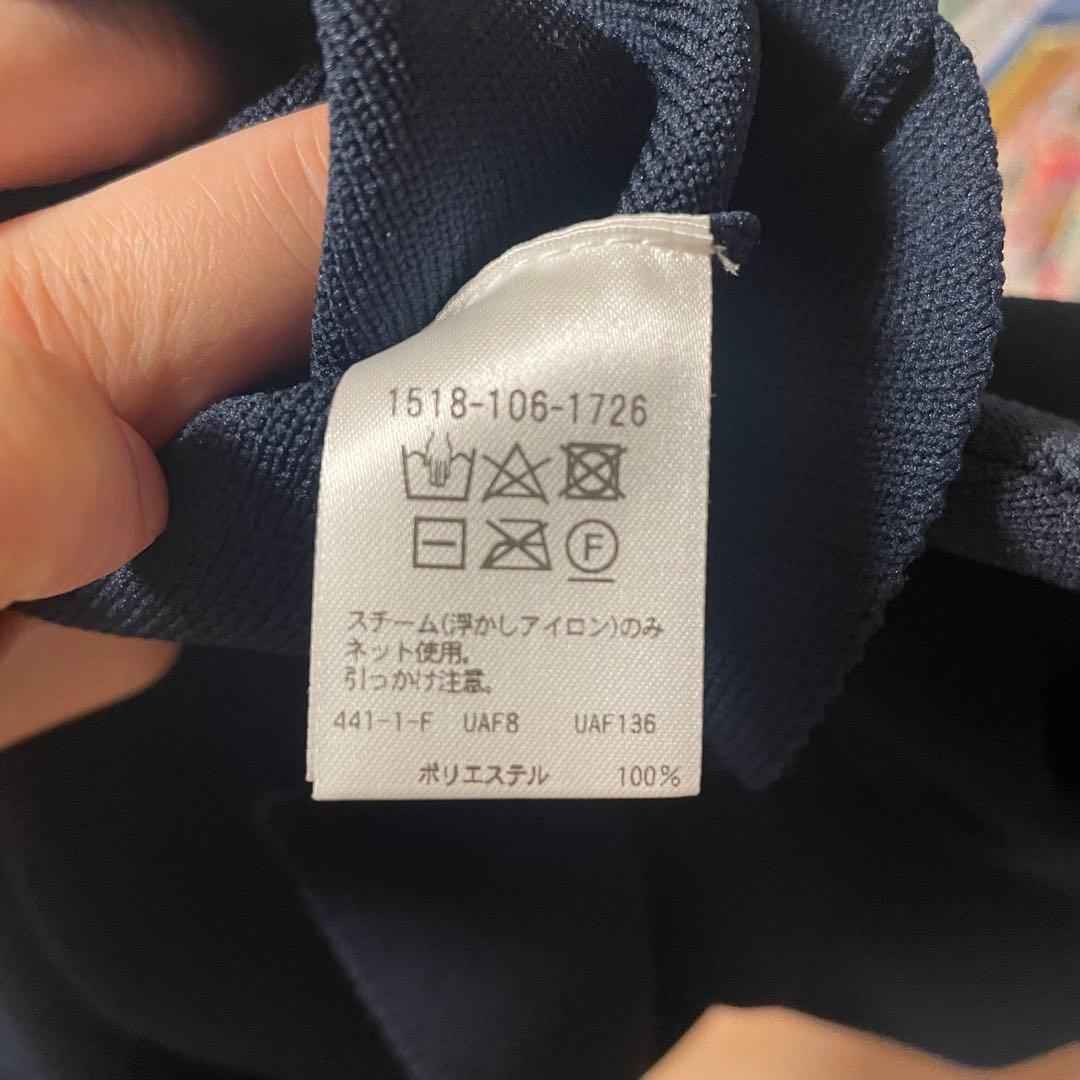 1518-106-1726
F
スチーム(浮かしアイロン)のみ
ネット使用。
引っかけ注意。
441-1-F UAF8 UAF136
ポリエステル 100%